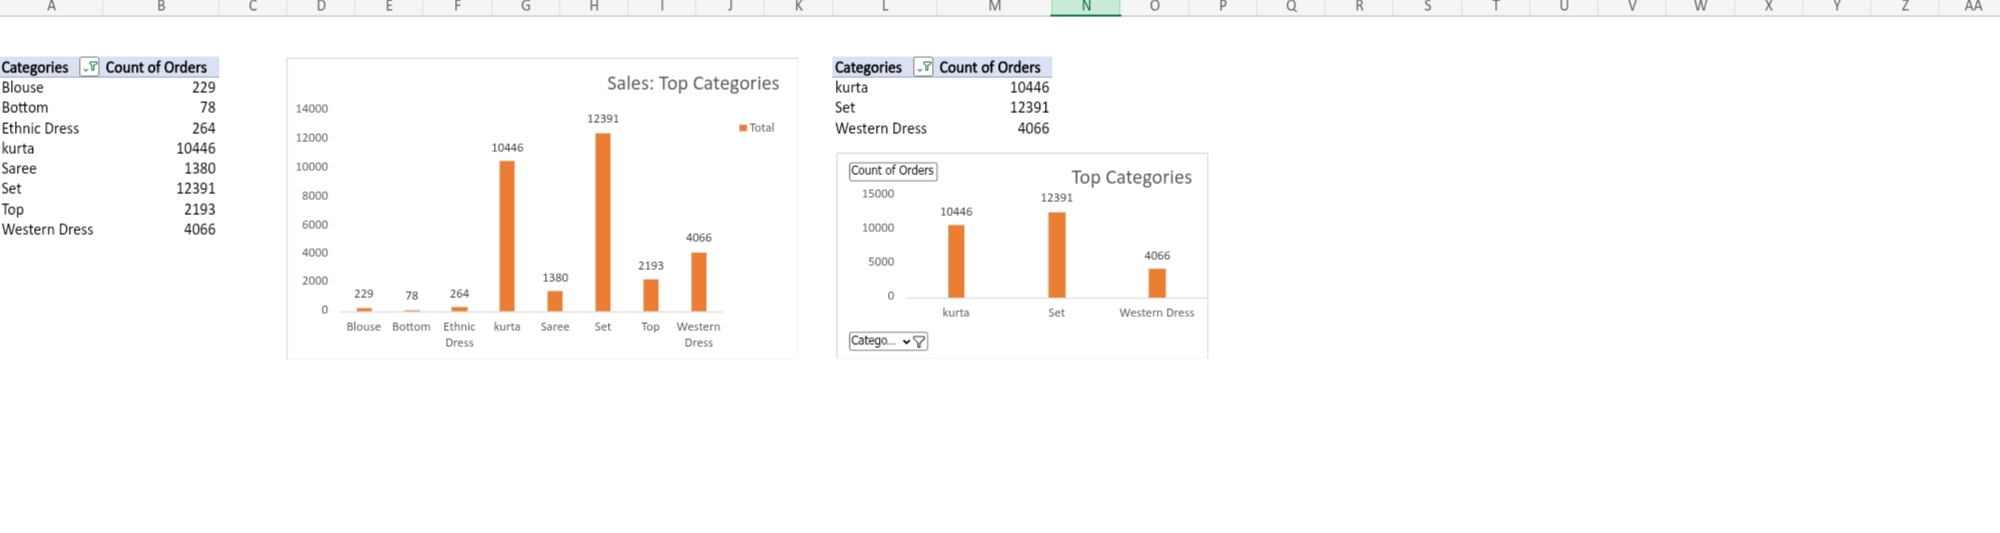 A B C D E F G H I J K L M N O P Q R S T U V W X Y Z AA
Categories Count of Orders
Blouse 229
Bottom 78
Ethnic Dress 264
kurta 10446
Saree 1380
Set 12391
Top 2193
Western Dress 4066
Sales: Top Categories
14000
12000
10000
8000
6000
4000
2000
0
229 78 264 10446 1380 12391 2193 4066
Total
Blouse Bottom Ethnic Dress kurta Saree Set Top Western Dress
Categories Count of Orders
kurta 10446
Set 12391
Western Dress 4066
Count of Orders
Top Categories
15000
10000
5000
0
10446 12391 4066
kurta Set Western Dress
Catego...